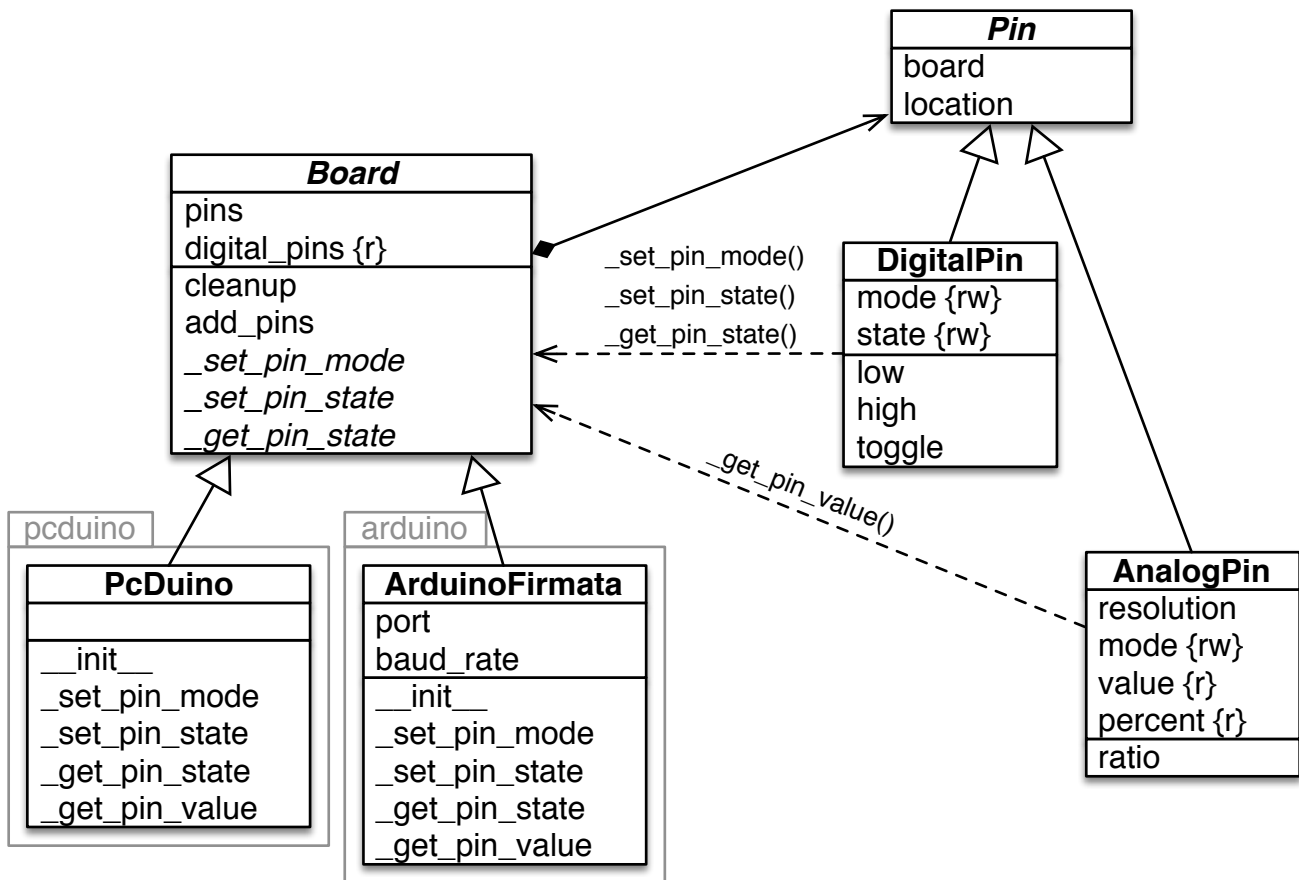 Pin
board
location
Board
pins
digital_pins {r}
cleanup
add_pins
_set_pin_mode
_set_pin_state
_get_pin_state
_set_pin_mode()
_set_pin_state()
_get_pin_state()
DigitalPin
mode {rw}
state {rw}
low
high
toggle
_get_pin_value()
pcduino
PcDuino
__init__
_set_pin_mode
_set_pin_state
_get_pin_state
_get_pin_value
arduino
ArduinoFirmata
port
baud_rate
__init__
_set_pin_mode
_set_pin_state
_get_pin_state
_get_pin_value
AnalogPin
resolution
mode {rw}
value {r}
percent {r}
ratio